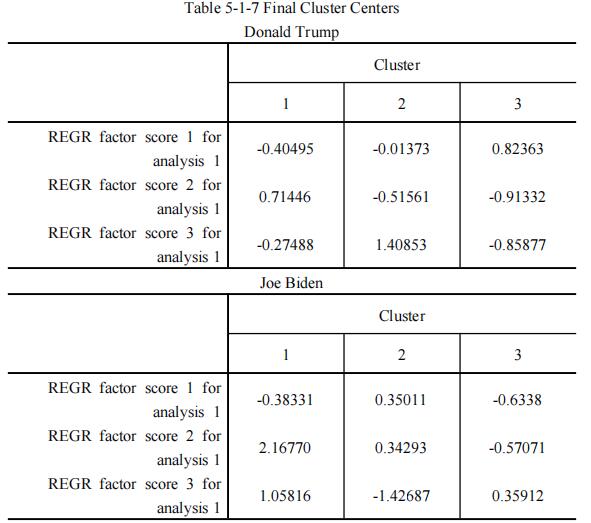 Table 5-1-7 Final Cluster Centers
Donald Trump
Cluster
1 2 3
REGR factor score 1 for
analysis 1
-0.40495 -0.01373 0.82363
REGR factor score 2 for
analysis 1
0.71446 -0.51561 -0.91332
REGR factor score 3 for
analysis 1
-0.27488 1.40853 -0.85877
Joe Biden
Cluster
1 2 3
REGR factor score 1 for
analysis 1
-0.38331 0.35011 -0.6338
REGR factor score 2 for
analysis 1
2.16770 0.34293 -0.57071
REGR factor score 3 for
analysis 1
1.05816 -1.42687 0.35912